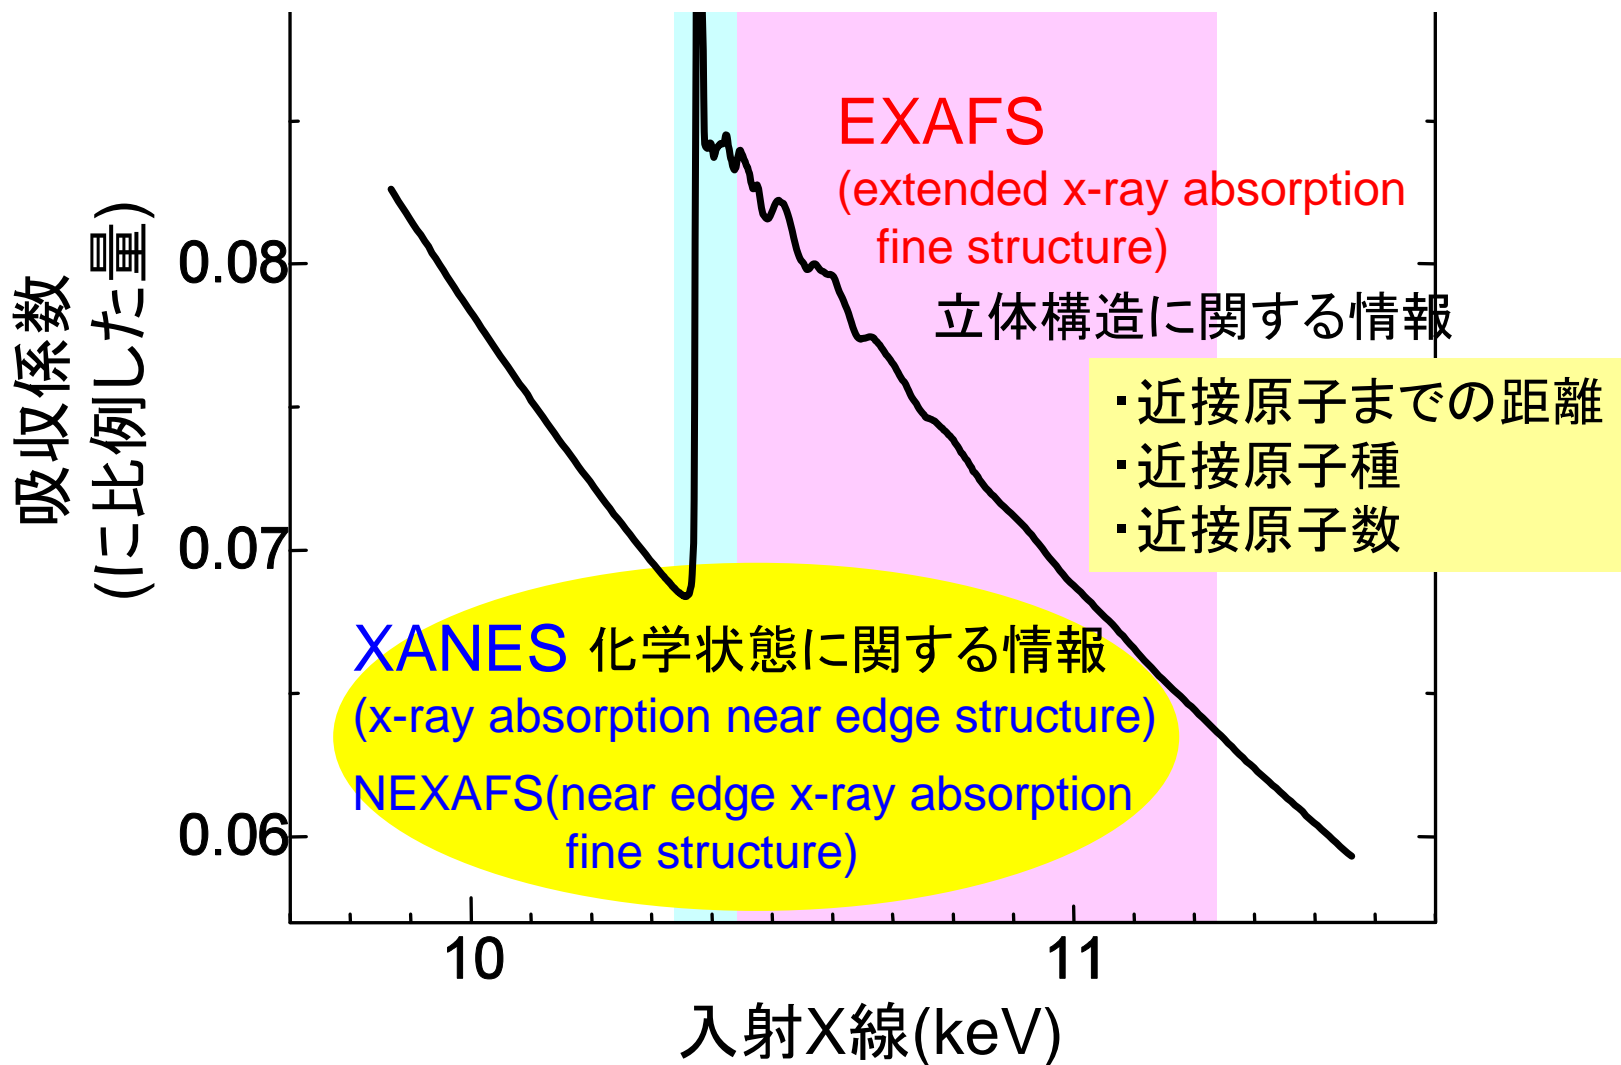 EXAFS
(extended x-ray absorption
fine structure)
立体構造に関する情報
・近接原子までの距離
・近接原子種
・近接原子数
吸収係数
(に比例した量)
0.08
0.07
0.06
XANES 化学状態に関する情報
(x-ray absorption near edge structure)
NEXAFS(near edge x-ray absorption
fine structure)
10
11
入射X線(keV)